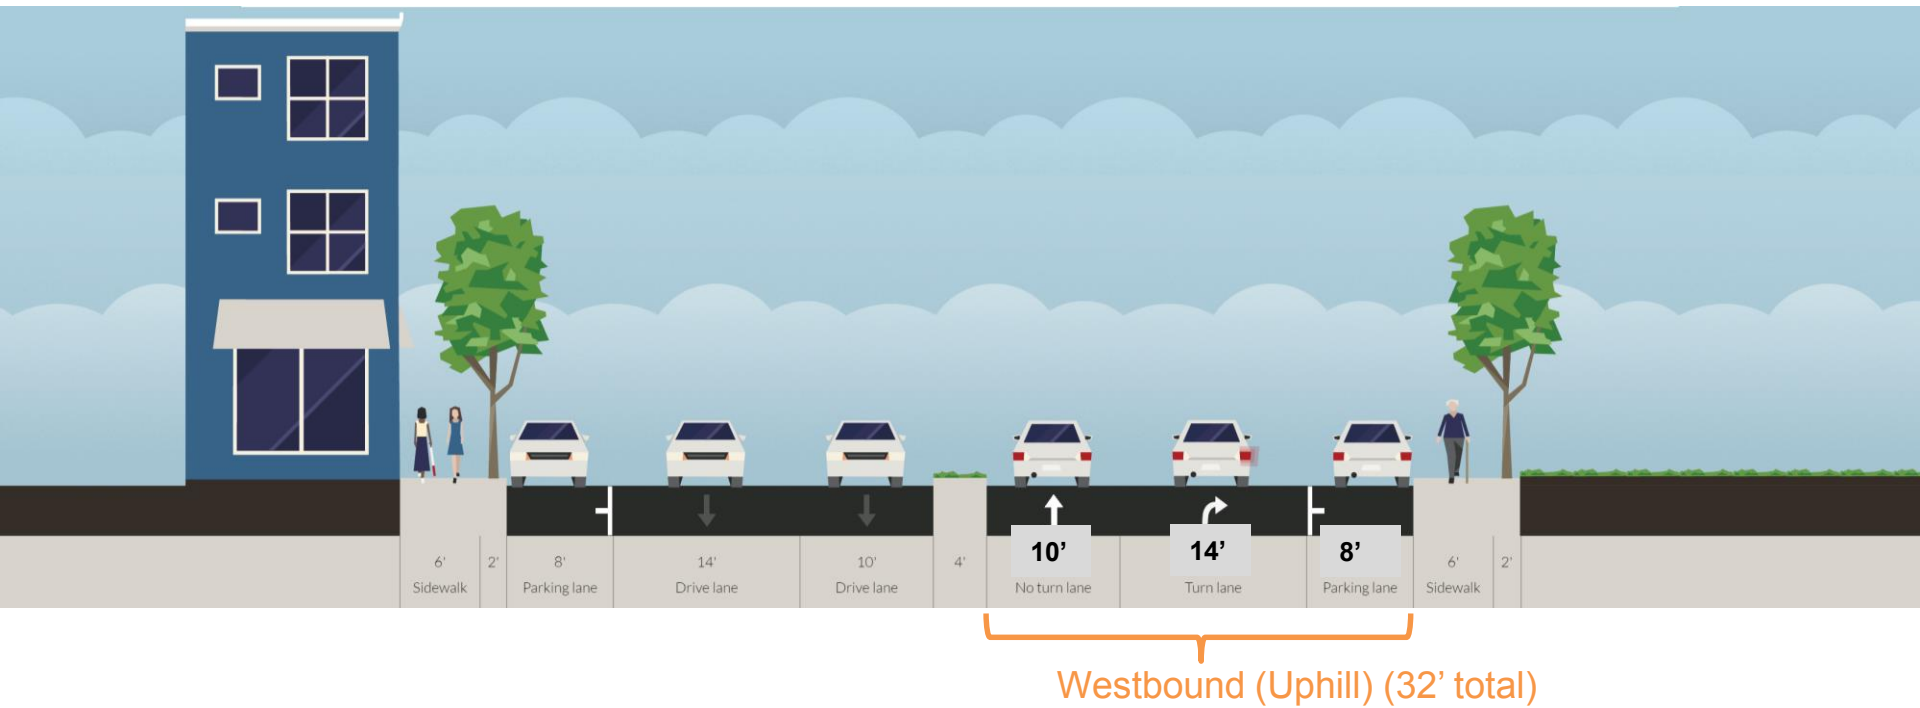 6' 2' 8' 14' 10' 4' 10’ 14’ 8’ 6' 2'
Sidewalk Parking lane Drive lane Drive lane No turn lane Turn lane Parking lane Sidewalk
Westbound (Uphill) (32’ total)